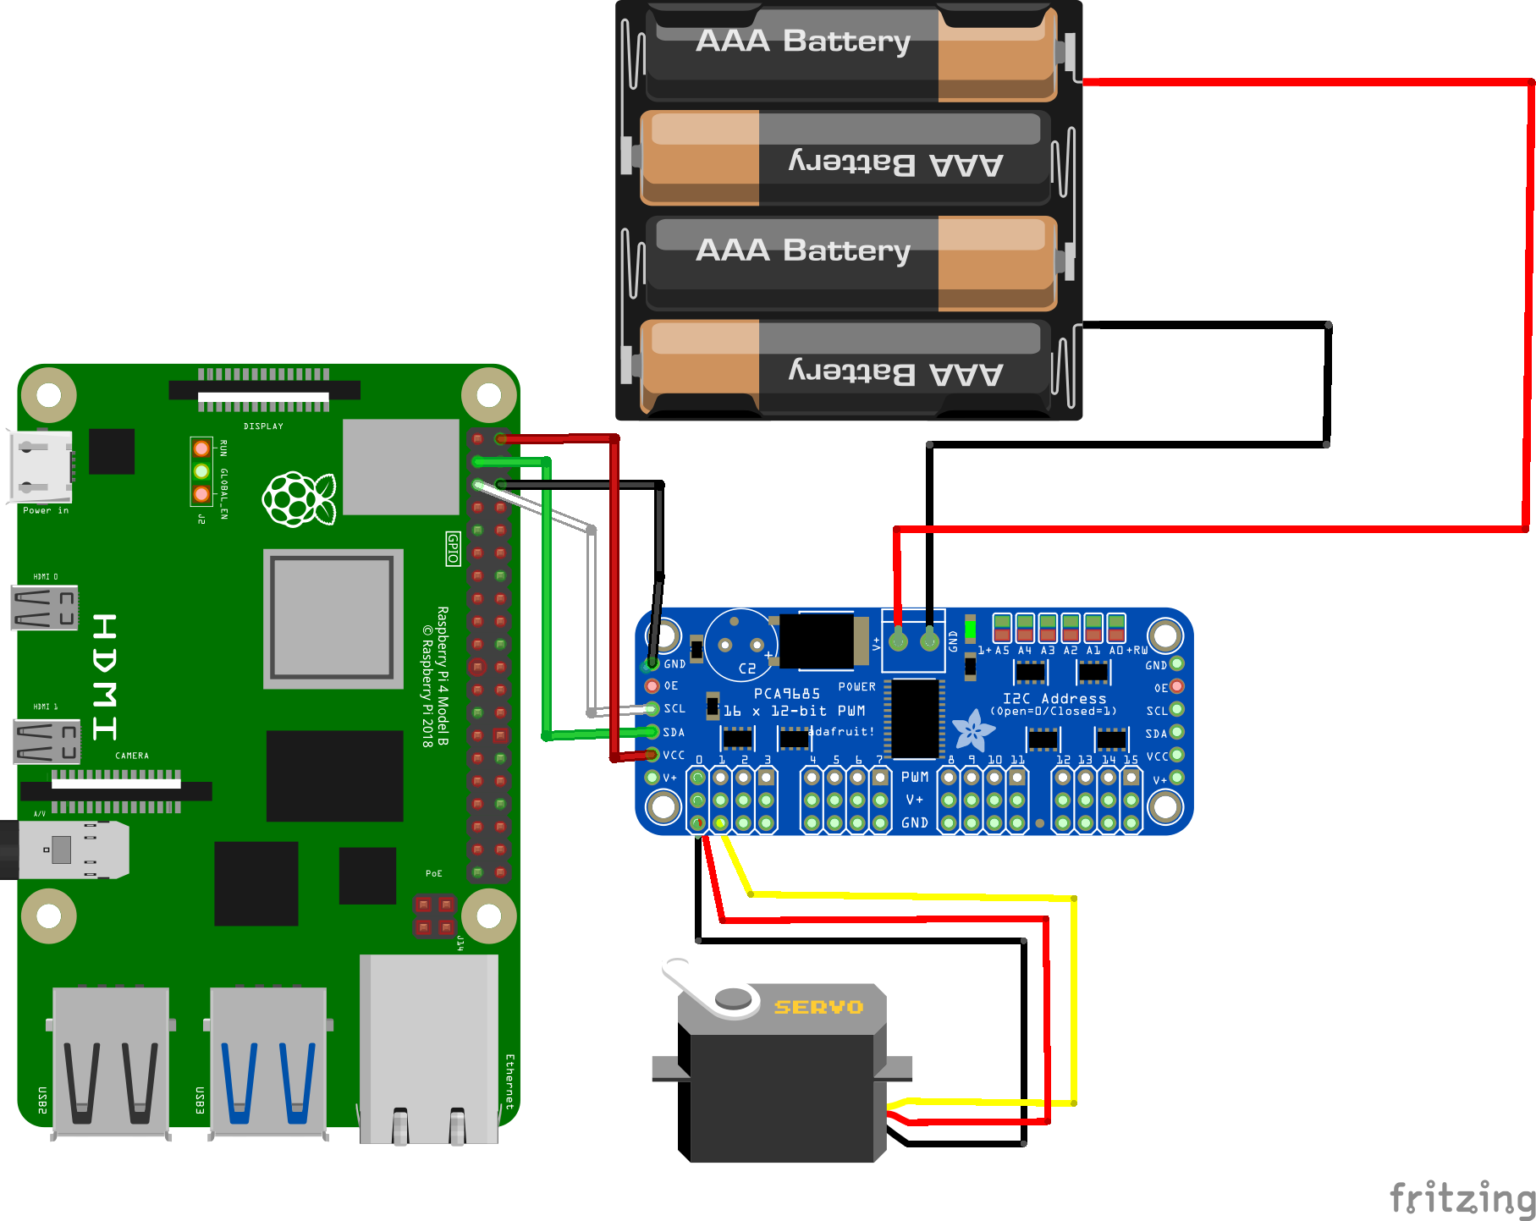 AAA Battery
AAA Battery
AAA Battery
AAA Battery
DISPLAY
RUN
GLOBAL_EN
J2
Power in
GPIO
HDMI 0
HDMI
Raspberry Pi 4 Model B
© Raspberry Pi 2018
HDMI 1
CAMERA
A/V
PoE
J14
USB2
USB3
Ethernet
V+
GND
C2
+
1+ A5 A4 A3 A2 A1 A0 +RW
GND
OE
SCL
SDA
VCC
V+
PCA9685
POWER
16 x 12-bit PWM
adafruit!
I2C Address
(Open=0/Closed=1)
GND
OE
SCL
SDA
VCC
V+
0 1 2 3 4 5 6 7 8 9 10 11 12 13 14 15
PWM
V+
GND
SERVO
fritzing